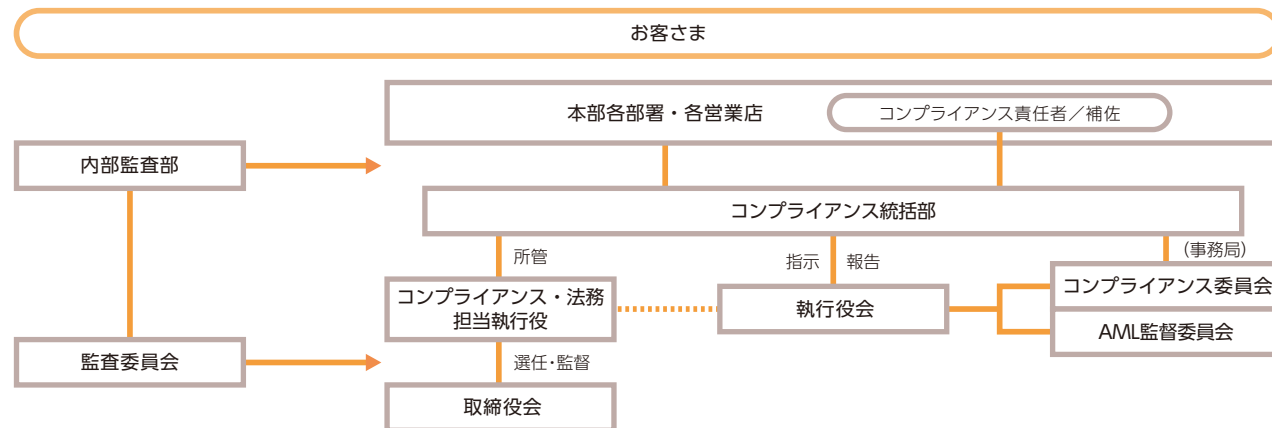 お客さま
本部各部署・各営業店
コンプライアンス責任者／補佐
内部監査部
コンプライアンス統括部
所管
指示
報告
(事務局)
コンプライアンス・法務
担当執行役
執行役会
コンプライアンス委員会
AML監督委員会
監査委員会
選任・監督
取締役会